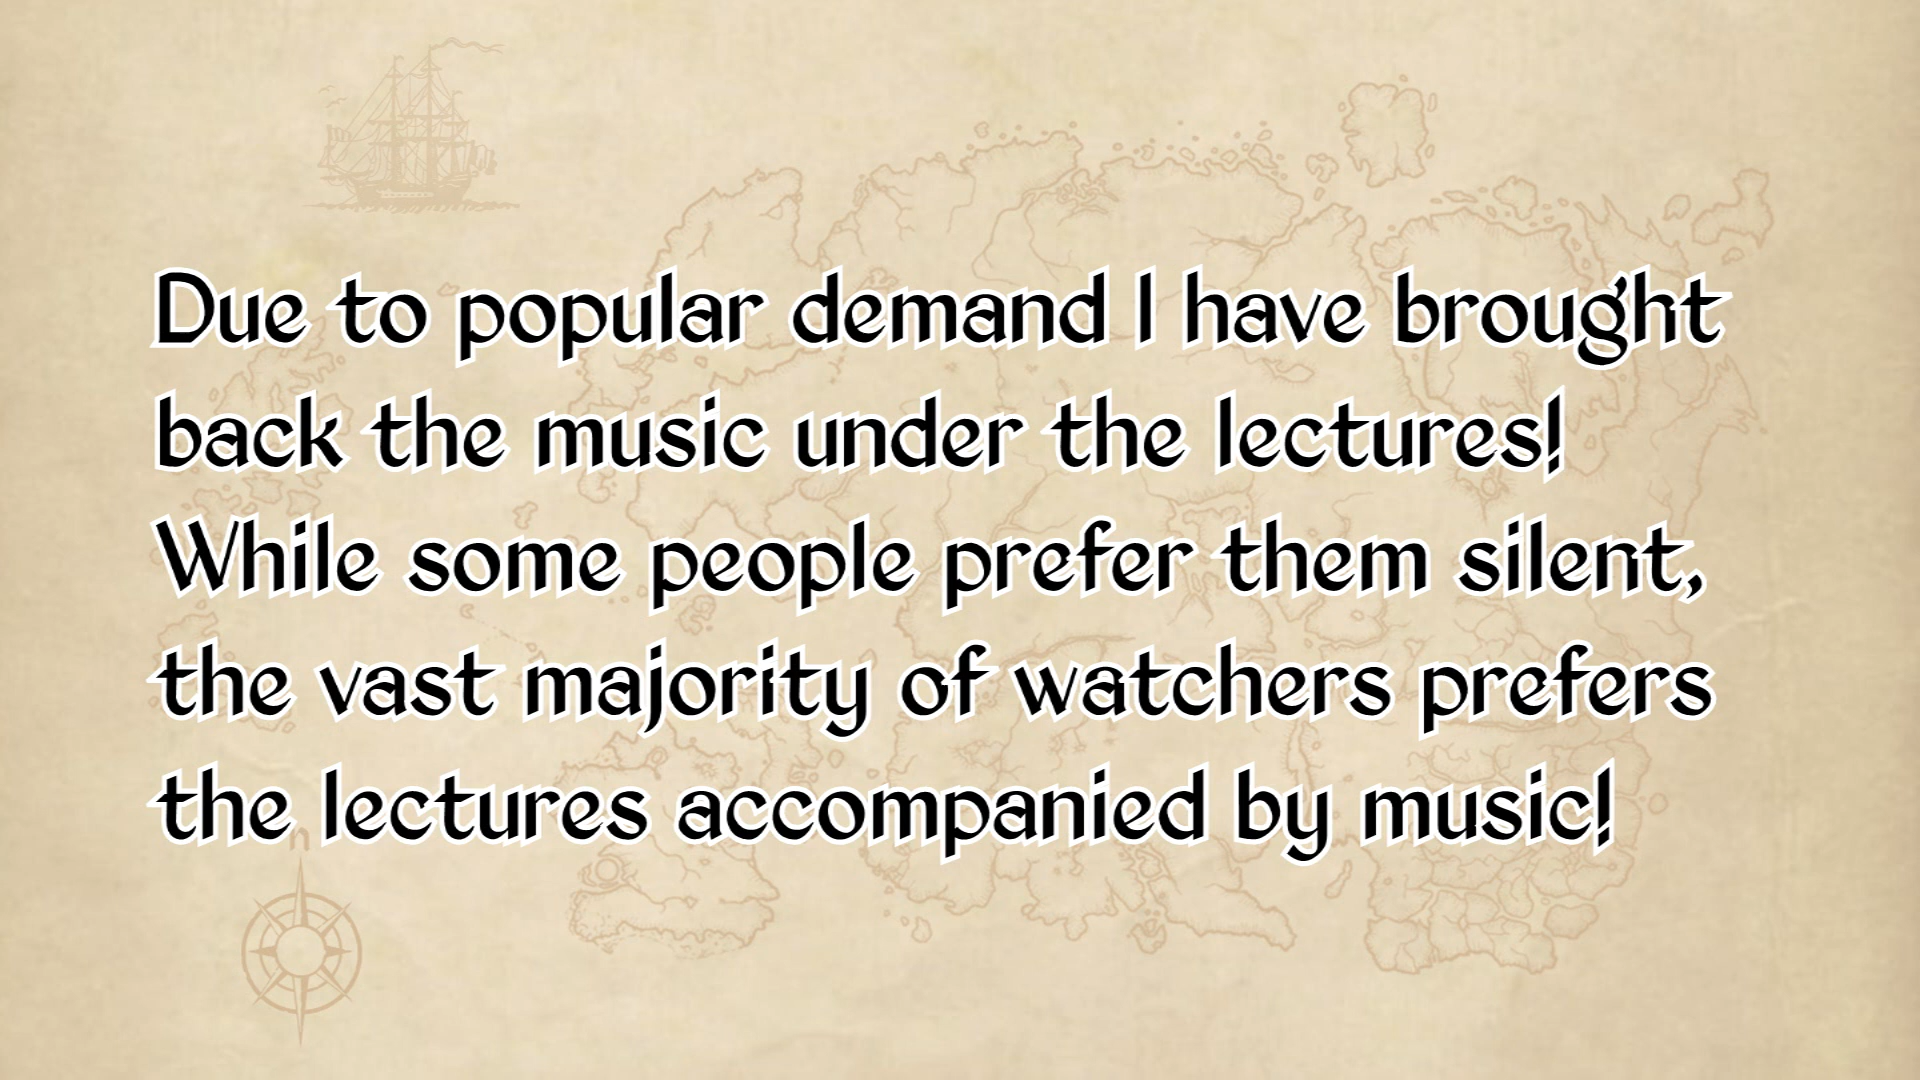 Due to popular demand I have brought
back the music under the lectures!
While some people prefer them silent,
the vast majority of watchers prefers
the lectures accompanied by music!
n